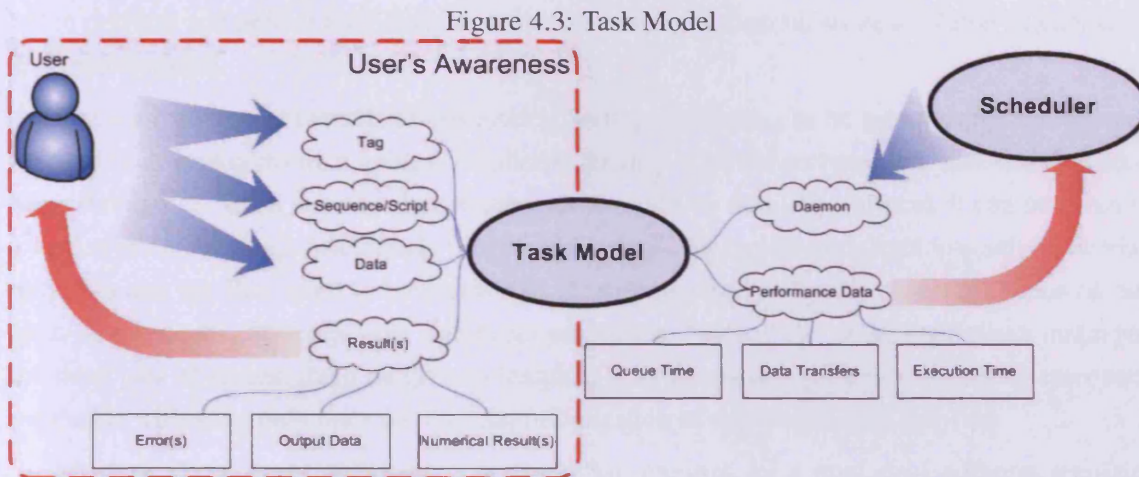 Figure 4.3: Task Model
User
User's Awareness
Scheduler
Tag
Sequence/Script
Daemon
Data
Task Model
Performance Data
Result(s)
Queue Time
Data Transfers
Execution Time
Error(s)
Output Data
Numerical Result(s)